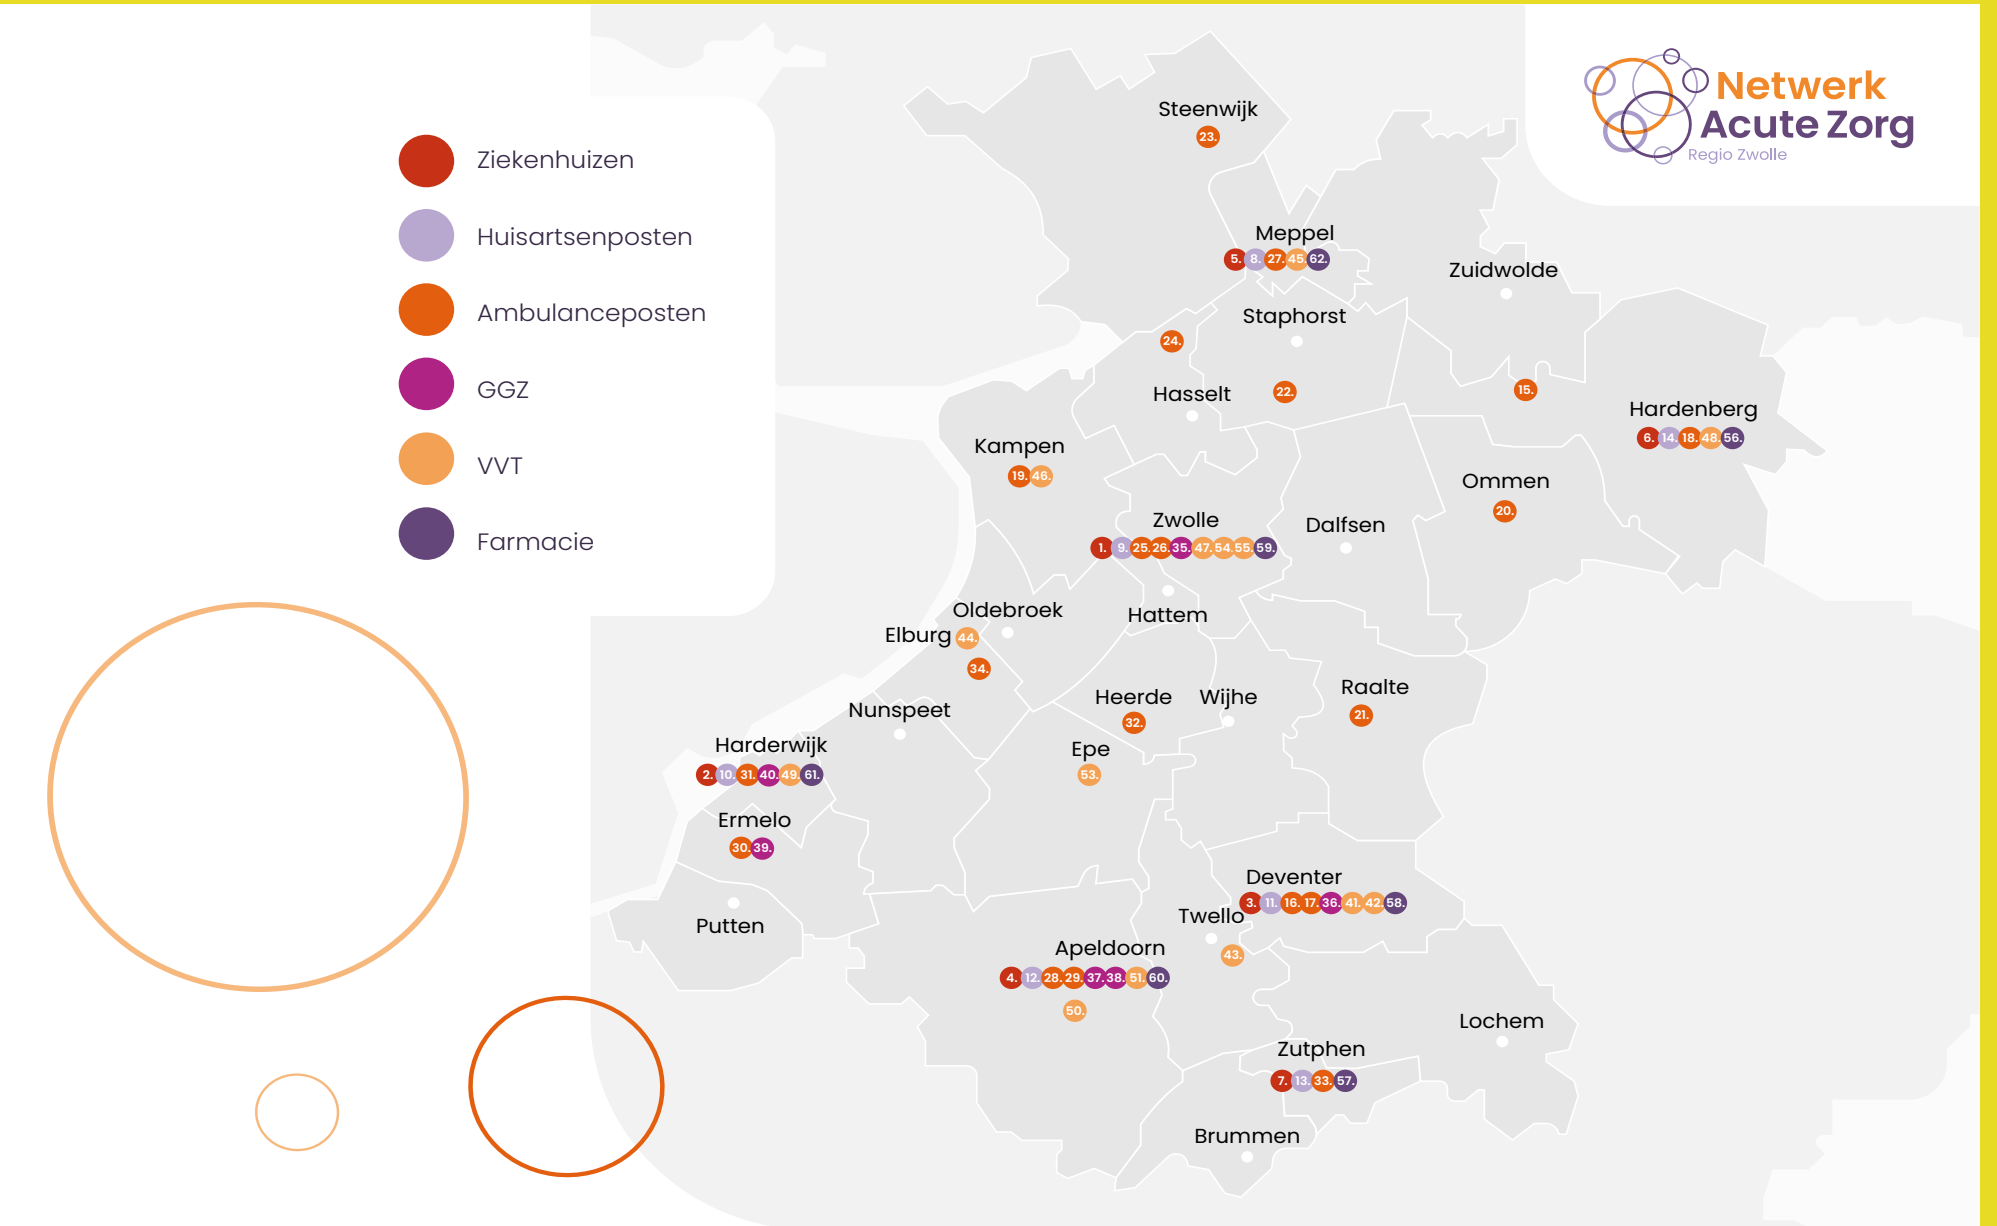 Netwerk
Acute Zorg
Regio Zwolle
Ziekenhuizen
Huisartsenposten
Ambulanceposten
GGZ
VVT
Farmacie
Steenwijk
23.
Meppel
5. 8. 27. 45. 62.
Zuidwolde
Staphorst
24.
Hasselt
22.
15.
Hardenberg
6. 14. 18. 48. 56.
Kampen
19. 46.
Ommen
20.
Zwolle
1. 9. 25. 26. 35. 47. 54. 55. 59.
Dalfsen
Hattem
Oldebroek
Elburg 44.
34.
Nunspeet
Heerde
32.
Wijhe
Raalte
21.
Harderwijk
2. 10. 31. 40. 49. 61.
Epe
53.
Ermelo
30. 39.
Putten
Deventer
3. 11. 16. 17. 36. 41. 42. 58.
Twello
43.
Apeldoorn
4. 12. 28. 29. 37. 38. 51. 60.
50.
Lochem
Zutphen
7. 13. 33. 57.
Brummen